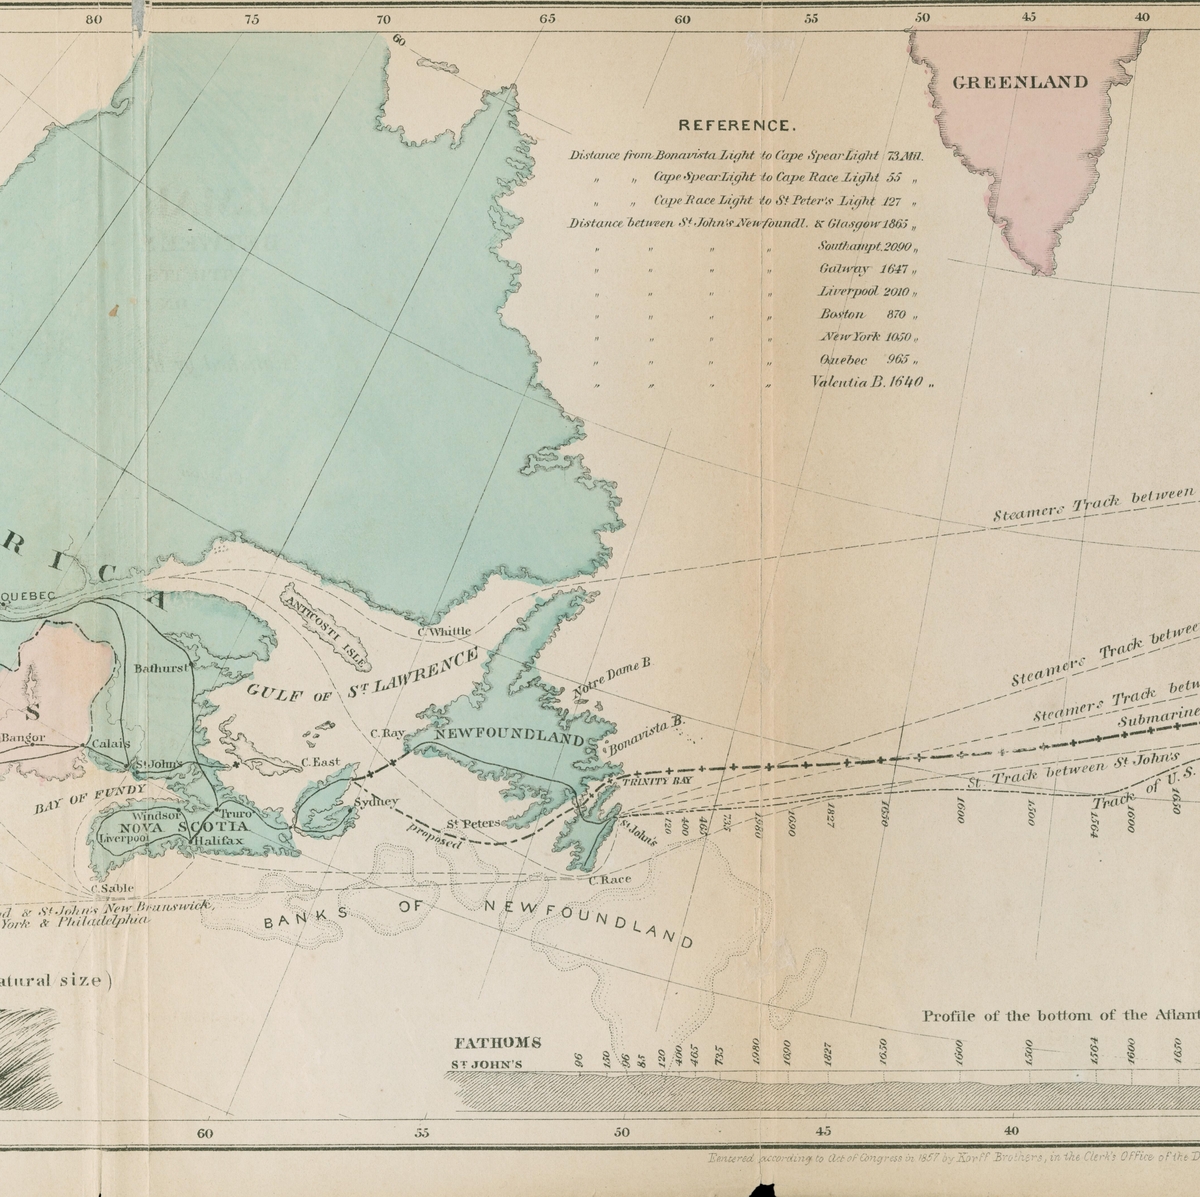 80 75 70 65 60 50 45 40
60
GREENLAND
REFERENCE.
Distance from Bonavista Light to Cape Spear Light 73 Mil.
" " Cape Spear Light to Cape Race Light 55 "
" " Cape Race Light to St Peter's Light 127 "
Distance between St John's Newfoundl. & Glasgow 1865 "
" " " " Southampt. 2090 "
" " " " Galway 1647 "
" " " " Liverpool 2010 "
" " " " Boston 870 "
" " " " New York 1050 "
" " " " Quebec 965 "
" " " " Valentia B. 1640 "
Steamers Track between
RICA
QUEBEC
ANTICOSTI ISLE
C. Whittle
Bathurst
GULF OF ST LAWRENCE
Notre Dame B.
Steamers Track betwee
S
Bangor
Calais
C. Ray
NEWFOUNDLAND
Bonavista B.
Steamers Track betw
Submarine
St John's
C. East
TRINITY BAY
St Track between St John's
Track of U.S.
BAY OF FUNDY
Sydney
Windsor
Truro
St Peters
proposed
St John's
NOVA SCOTIA
Liverpool
Halifax
120 400 465 735 1980 1690 1827 1650 1600 1500 1564 1600 1650
C. Sable
C. Race
d & St John's New Brunswick,
York & Philadelphia
BANKS OF NEWFOUNDLAND
atural size)
Profile of the bottom of the Atlant
FATHOMS
ST JOHN'S
96 150 96 85 120 400 465 735 1980 1690 1827 1650 1600 1500 1564 1600 1650
60 55 50 45 40
Entered according to Act of Congress in 1857 by Korff Brothers, in the Clerk's Office of the D